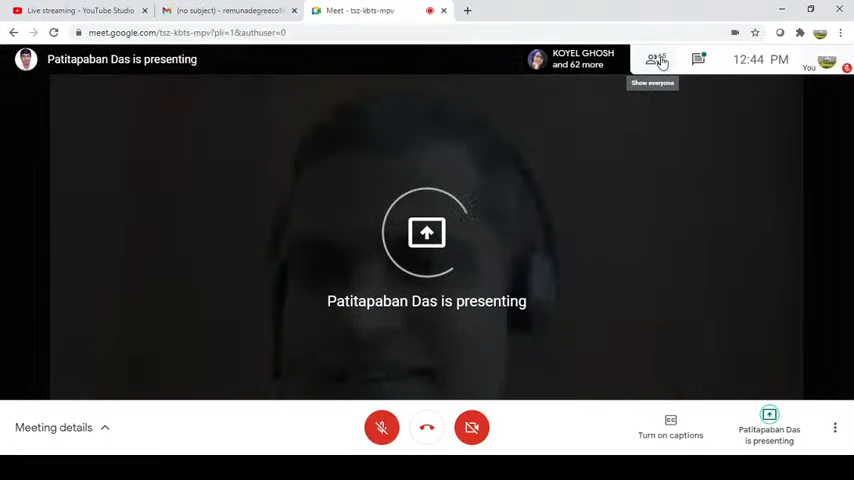 Live streaming - YouTube Studio
(no subject) - remunadegreecoll
Meet - tsz-kbts-mpv
meet.google.com/tsz-kbts-mpv?pli=1&authuser=0
Patitapaban Das is presenting
KOYEL GHOSH
and 62 more
65
12:44 PM
You
Show everyone
Patitapaban Das is presenting
Meeting details
Turn on captions
Patitapaban Das
is presenting